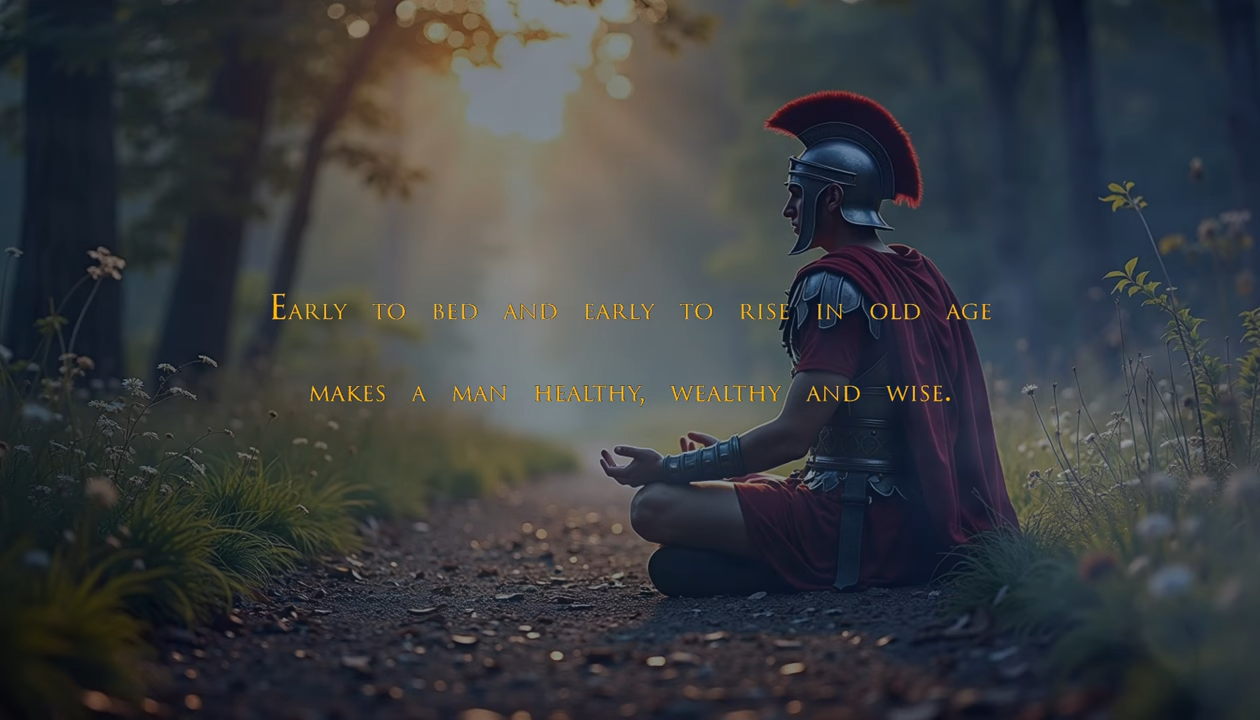 Early to bed and early to rise in old age
makes a man healthy, wealthy and wise.